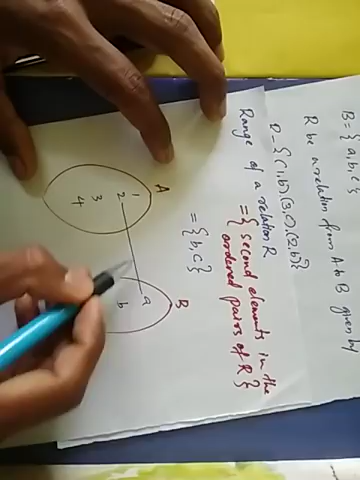 B = { a, b, c }
R be a relation from A to B given by
R = { (1,b), (3,c), (2,b) }
Range of a relation R
= { second elements in the
ordered pairs of R }
= { b, c }
A
B
1
2
3
4
a
b